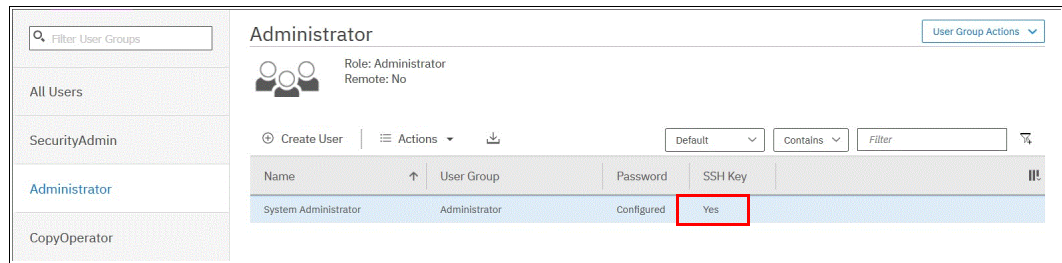 Filter User Groups
All Users
SecurityAdmin
Administrator
CopyOperator
Administrator
User Group Actions
Role: Administrator
Remote: No
Create User Actions Default Contains Filter
Name User Group Password SSH Key
System Administrator Administrator Configured Yes